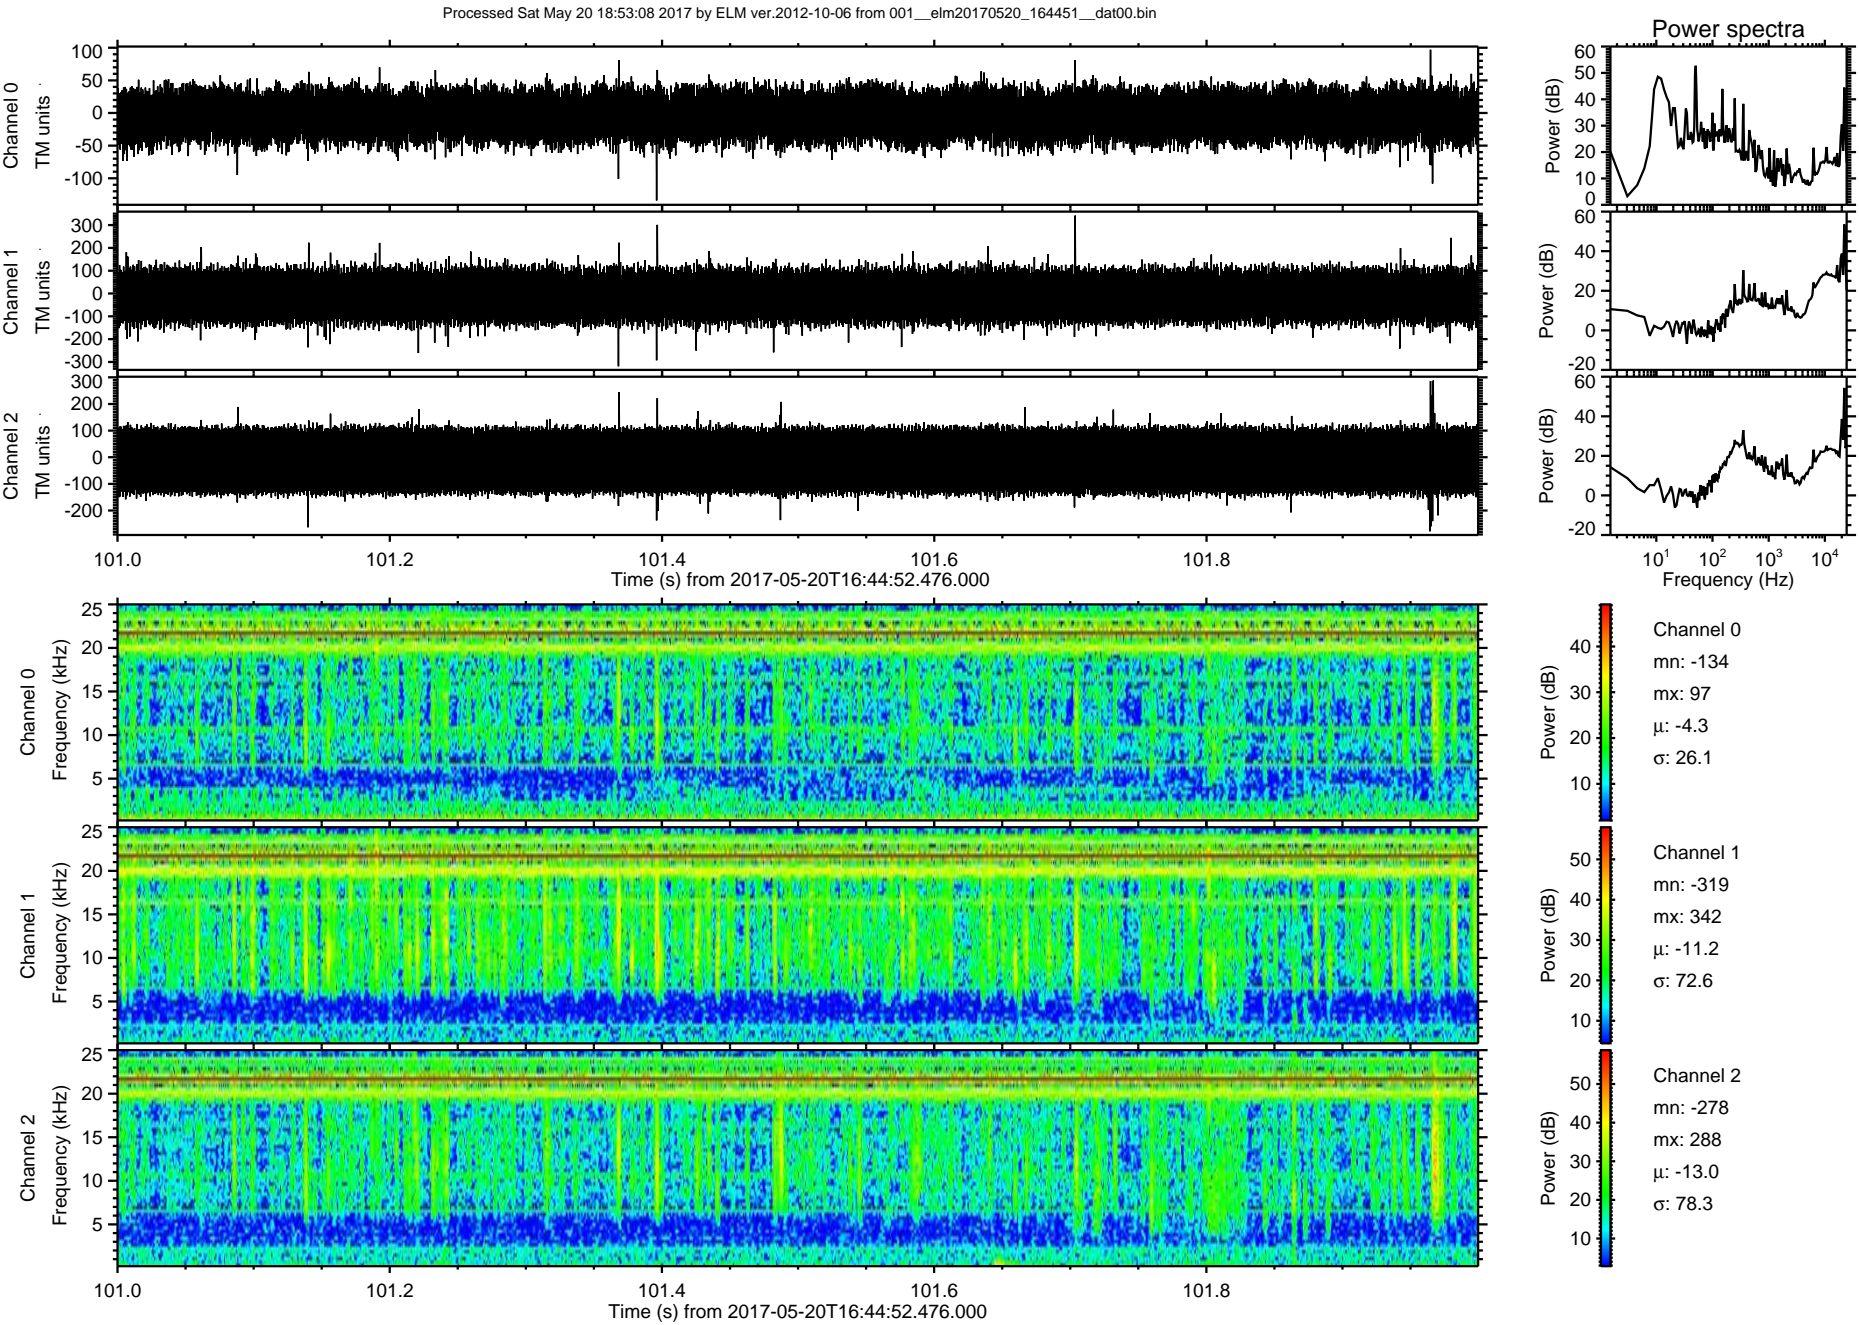 Processed Sat May 20 18:53:08 2017 by ELM ver.2012-10-06 from 001__elm20170520_164451__dat00.bin
Power spectra
Channel 0
TM units
100
50
0
-50
-100
Power (dB)
60
50
40
30
20
10
0
Channel 1
TM units
300
200
100
0
-100
-200
-300
Power (dB)
60
40
20
0
-20
Channel 2
TM units
300
200
100
0
-100
-200
Power (dB)
60
40
20
0
-20
101.0 101.2 101.4 101.6 101.8
Time (s) from 2017-05-20T16:44:52.476.000
10¹ 10² 10³ 10⁴
Frequency (Hz)
Channel 0
Frequency (kHz)
25
20
15
10
5
Power (dB)
40
30
20
10
Channel 0
mn: -134
mx: 97
μ: -4.3
σ: 26.1
Channel 1
Frequency (kHz)
25
20
15
10
5
Power (dB)
50
40
30
20
10
Channel 1
mn: -319
mx: 342
μ: -11.2
σ: 72.6
Channel 2
Frequency (kHz)
25
20
15
10
5
Power (dB)
50
40
30
20
10
Channel 2
mn: -278
mx: 288
μ: -13.0
σ: 78.3
101.0 101.2 101.4 101.6 101.8
Time (s) from 2017-05-20T16:44:52.476.000